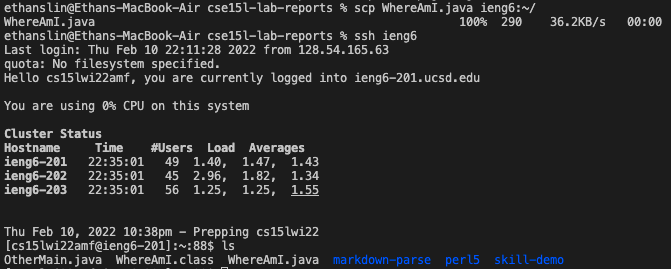 ethanslin@Ethans-MacBook-Air cse15l-lab-reports % scp WhereAmI.java ieng6:~/
WhereAmI.java 100% 290 36.2KB/s 00:00
ethanslin@Ethans-MacBook-Air cse15l-lab-reports % ssh ieng6
Last login: Thu Feb 10 22:11:28 2022 from 128.54.165.63
quota: No filesystem specified.
Hello cs15lwi22amf, you are currently logged into ieng6-201.ucsd.edu
You are using 0% CPU on this system
Cluster Status
Hostname Time #Users Load Averages
ieng6-201 22:35:01 49 1.40, 1.47, 1.43
ieng6-202 22:35:01 45 2.96, 1.82, 1.34
ieng6-203 22:35:01 56 1.25, 1.25, 1.55
Thu Feb 10, 2022 10:38pm - Prepping cs15lwi22
[cs15lwi22amf@ieng6-201]:~:88$ ls
OtherMain.java WhereAmI.class WhereAmI.java markdown-parse perl5 skill-demo